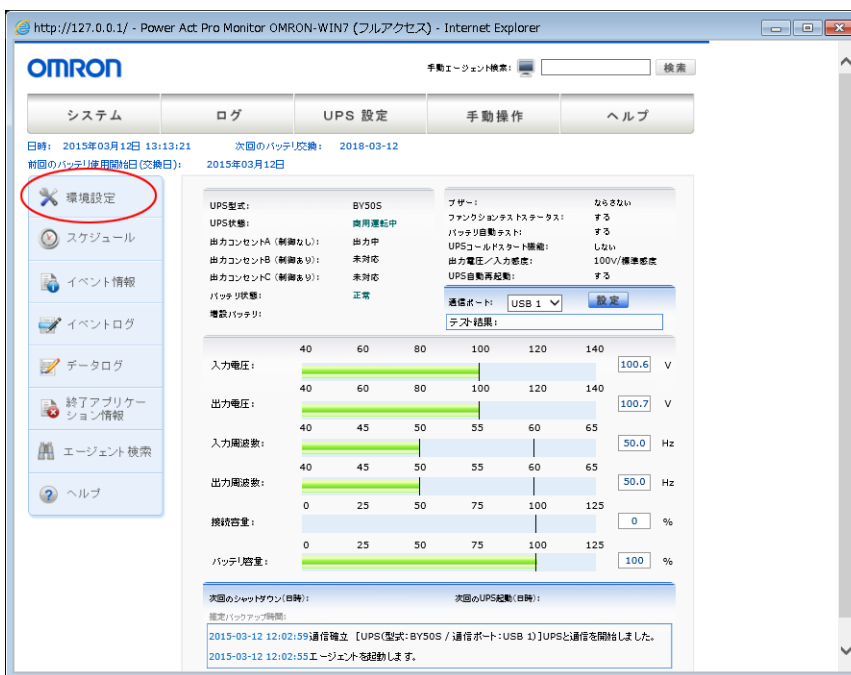 http://127.0.0.1/ - Power Act Pro Monitor OMRON-WIN7 (フルアクセス) - Internet Explorer
OMRON
手動エージェント検索:
検索
システム ログ UPS 設定 手動操作 ヘルプ
日時: 2015年03月12日 13:13:21 次回のバッテリ交換: 2018-03-12
前回のバッテリ使用開始日(交換日): 2015年03月12日
環境設定
スケジュール
イベント情報
イベントログ
データログ
終了アプリケー
ション情報
エージェント検索
ヘルプ
UPS型式: BY50S
UPS状態: 商用運転中
出力コンセントA (制御なし): 出力中
出力コンセントB (制御あり): 未対応
出力コンセントC (制御あり): 未対応
バッテリ状態: 正常
増設バッテリ:
ブザー: ならさない
ファンクションテストステータス: する
バッテリ自動テスト: する
UPSコールドスタート機能: しない
出力電圧/入力感度: 100V/標準感度
UPS自動再起動: する
通信ポート: USB 1 設定
テスト結果:
40 60 80 100 120 140
入力電圧: 100.6 V
40 60 80 100 120 140
出力電圧: 100.7 V
40 45 50 55 60 65
入力周波数: 50.0 Hz
40 45 50 55 60 65
出力周波数: 50.0 Hz
0 25 50 75 100 125
接続容量: 0 %
0 25 50 75 100 125
バッテリ容量: 100 %
次回のシャットダウン(日時): 次回のUPS起動(日時):
推定バックアップ時間:
2015-03-12 12:02:59通信確立 [UPS(型式:BY50S / 通信ポート:USB 1)]UPSと通信を開始しました。
2015-03-12 12:02:55エージェントを起動します。